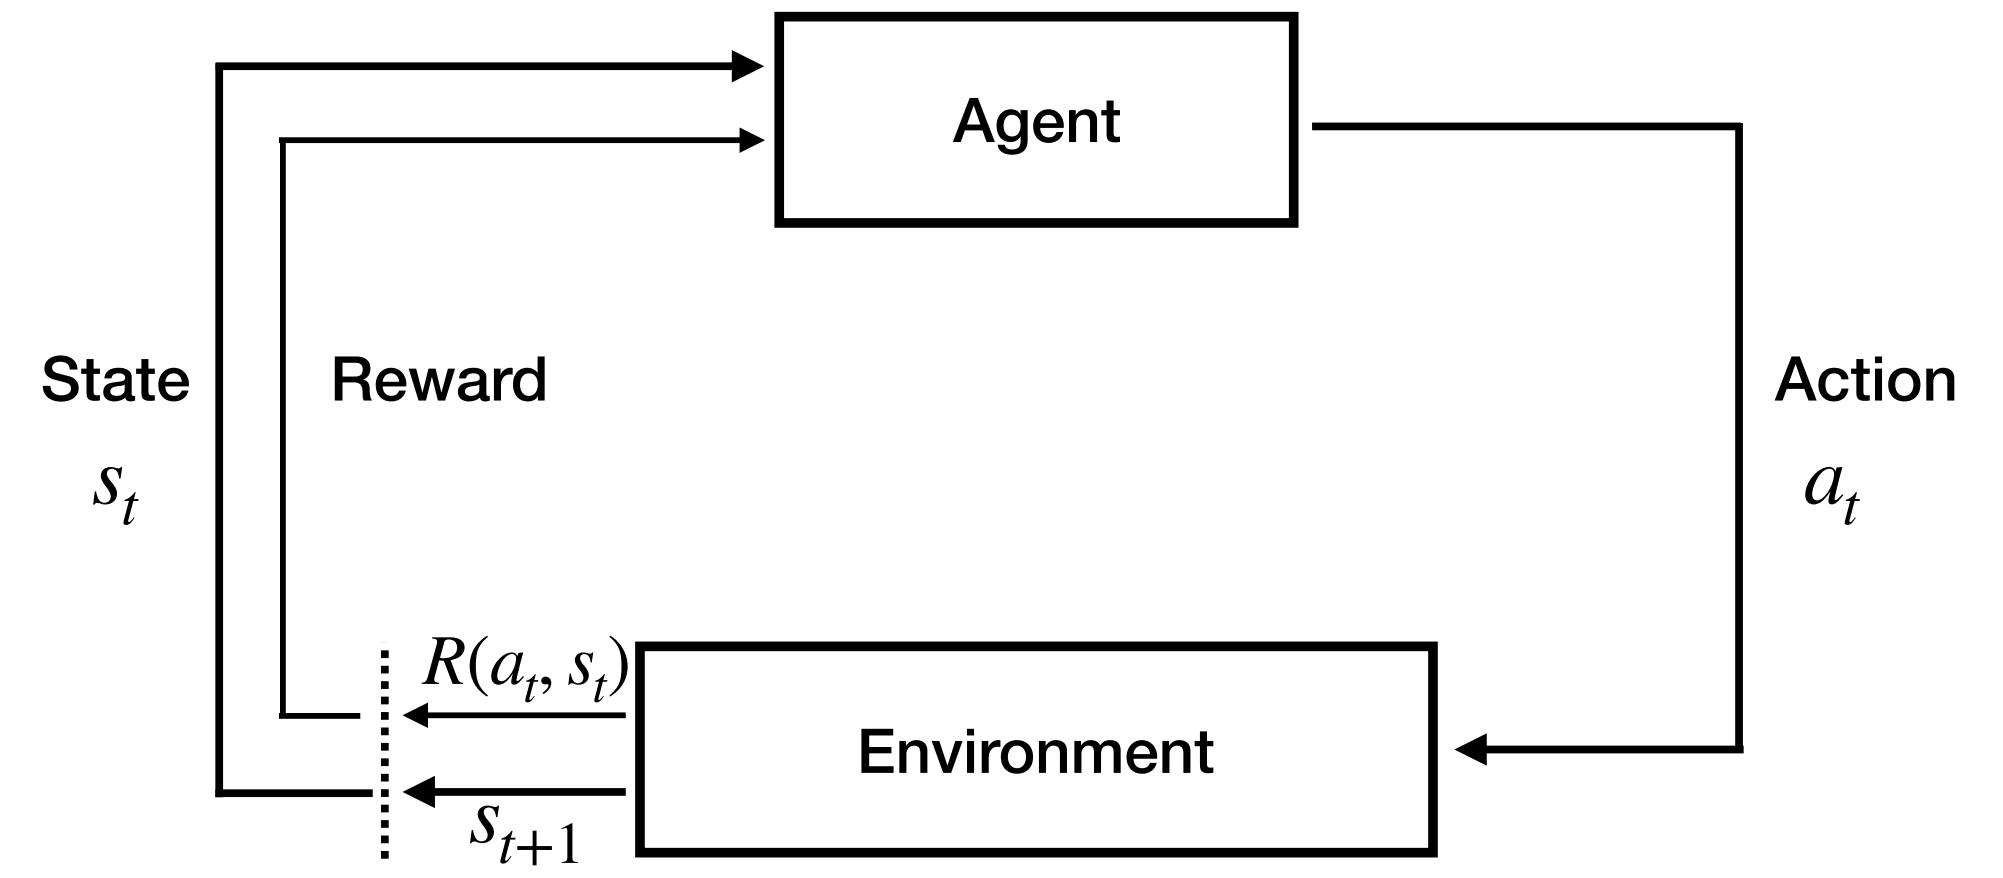 Agent
State
Reward
Action
s_t
a_t
R(a_t, s_t)
Environment
s_{t+1}